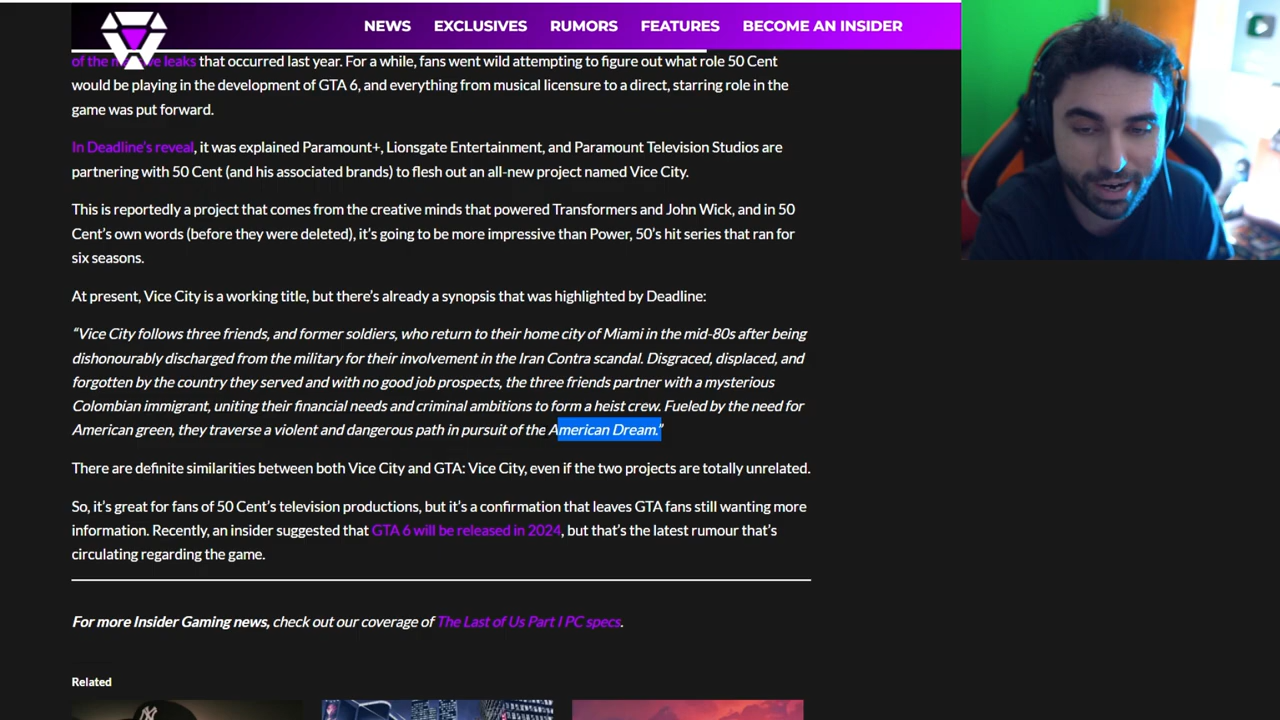 NEWS EXCLUSIVES RUMORS FEATURES BECOME AN INSIDER
of the leaks that occurred last year. For a while, fans went wild attempting to figure out what role 50 Cent
would be playing in the development of GTA 6, and everything from musical licensure to a direct, starring role in the
game was put forward.
In Deadline's reveal, it was explained Paramount+, Lionsgate Entertainment, and Paramount Television Studios are
partnering with 50 Cent (and his associated brands) to flesh out an all-new project named Vice City.
This is reportedly a project that comes from the creative minds that powered Transformers and John Wick, and in 50
Cent's own words (before they were deleted), it's going to be more impressive than Power, 50's hit series that ran for
six seasons.
At present, Vice City is a working title, but there's already a synopsis that was highlighted by Deadline:
“Vice City follows three friends, and former soldiers, who return to their home city of Miami in the mid-80s after being
dishonourably discharged from the military for their involvement in the Iran Contra scandal. Disgraced, displaced, and
forgotten by the country they served and with no good job prospects, the three friends partner with a mysterious
Colombian immigrant, uniting their financial needs and criminal ambitions to form a heist crew. Fueled by the need for
American green, they traverse a violent and dangerous path in pursuit of the American Dream.”
There are definite similarities between both Vice City and GTA: Vice City, even if the two projects are totally unrelated.
So, it's great for fans of 50 Cent's television productions, but it's a confirmation that leaves GTA fans still wanting more
information. Recently, an insider suggested that GTA 6 will be released in 2024, but that's the latest rumour that's
circulating regarding the game.
For more Insider Gaming news, check out our coverage of The Last of Us Part I PC specs.
Related